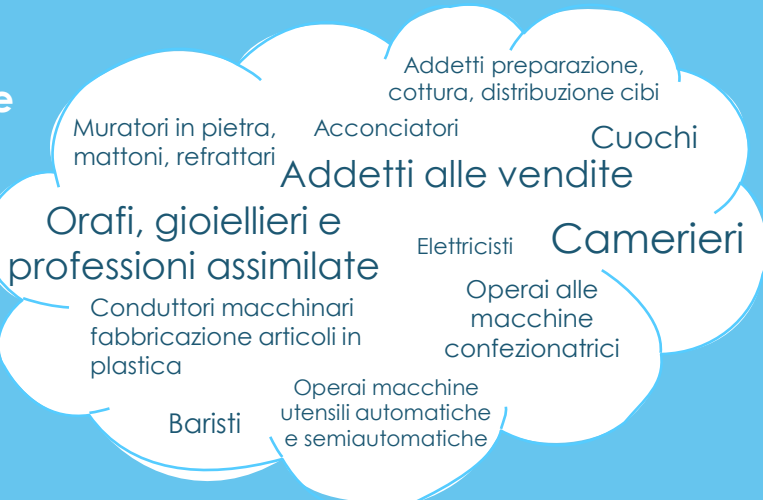 e
Addetti preparazione,
cottura, distribuzione cibi
Muratori in pietra,
mattoni, refrattari
Acconciatori
Cuochi
Addetti alle vendite
Orafi, gioiellieri e
professioni assimilate
Elettricisti
Camerieri
Conduttori macchinari
fabbricazione articoli in
plastica
Operai alle
macchine
confezionatrici
Baristi
Operai macchine
utensili automatiche
e semiautomatiche